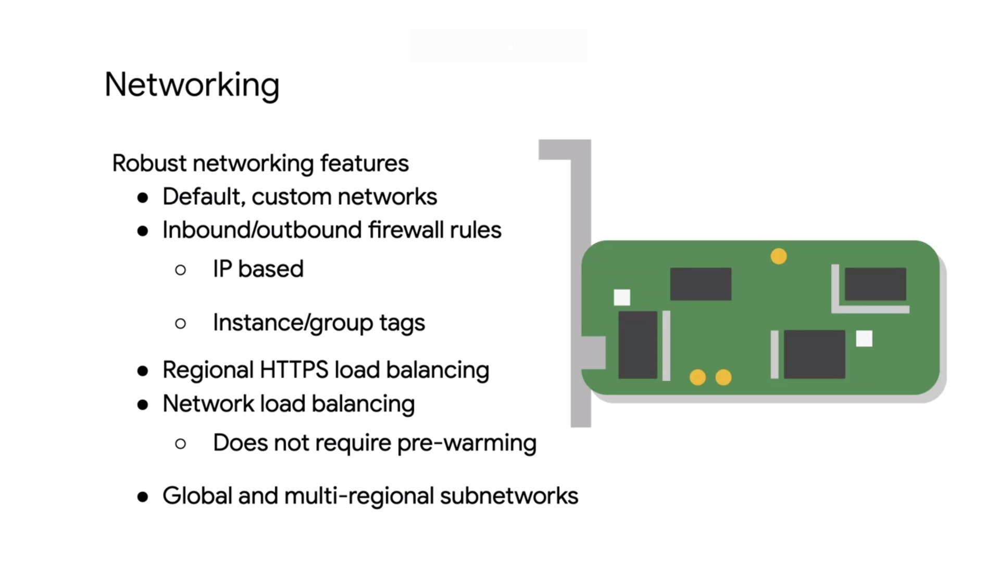 Networking
Robust networking features
● Default, custom networks
● Inbound/outbound firewall rules
○ IP based
○ Instance/group tags
● Regional HTTPS load balancing
● Network load balancing
○ Does not require pre-warming
● Global and multi-regional subnetworks